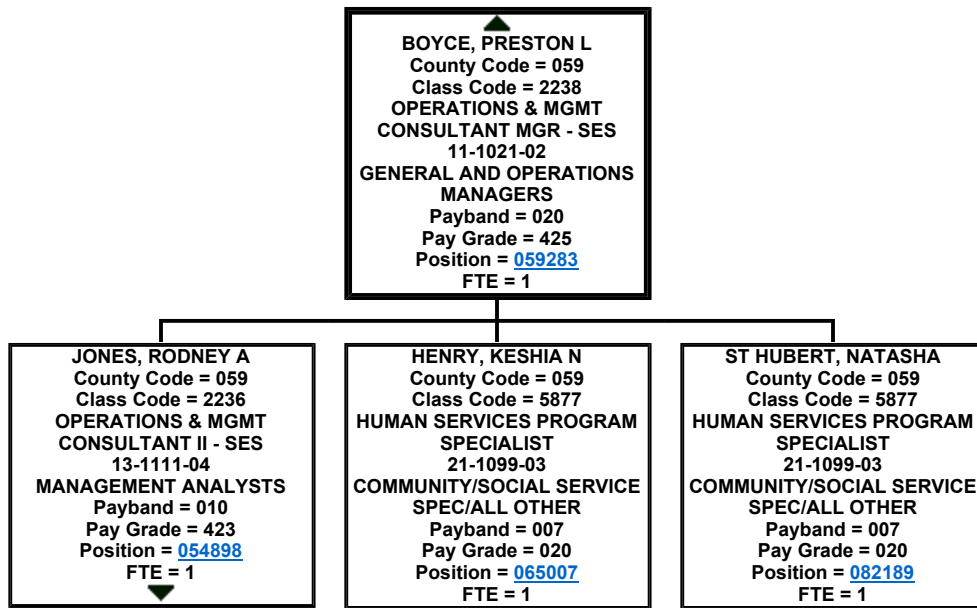 BOYCE, PRESTON L
County Code = 059
Class Code = 2238
OPERATIONS & MGMT
CONSULTANT MGR - SES
11-1021-02
GENERAL AND OPERATIONS
MANAGERS
Payband = 020
Pay Grade = 425
Position = 059283
FTE = 1
JONES, RODNEY A
County Code = 059
Class Code = 2236
OPERATIONS & MGMT
CONSULTANT II - SES
13-1111-04
MANAGEMENT ANALYSTS
Payband = 010
Pay Grade = 423
Position = 054898
FTE = 1
HENRY, KESHIA N
County Code = 059
Class Code = 5877
HUMAN SERVICES PROGRAM
SPECIALIST
21-1099-03
COMMUNITY/SOCIAL SERVICE
SPEC/ALL OTHER
Payband = 007
Pay Grade = 020
Position = 065007
FTE = 1
ST HUBERT, NATASHA
County Code = 059
Class Code = 5877
HUMAN SERVICES PROGRAM
SPECIALIST
21-1099-03
COMMUNITY/SOCIAL SERVICE
SPEC/ALL OTHER
Payband = 007
Pay Grade = 020
Position = 082189
FTE = 1